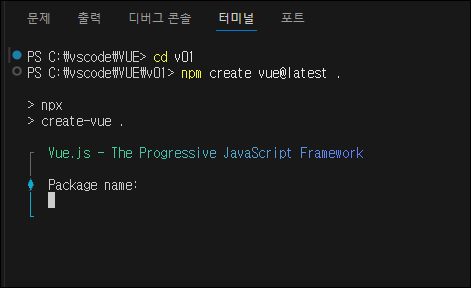 문제 출력 디버그 콘솔 터미널 포트
PS C:\vscode\VUE> cd v01
PS C:\vscode\VUE\v01> npm create vue@latest .
> npx
> create-vue .
Vue.js - The Progressive JavaScript Framework
Package name: